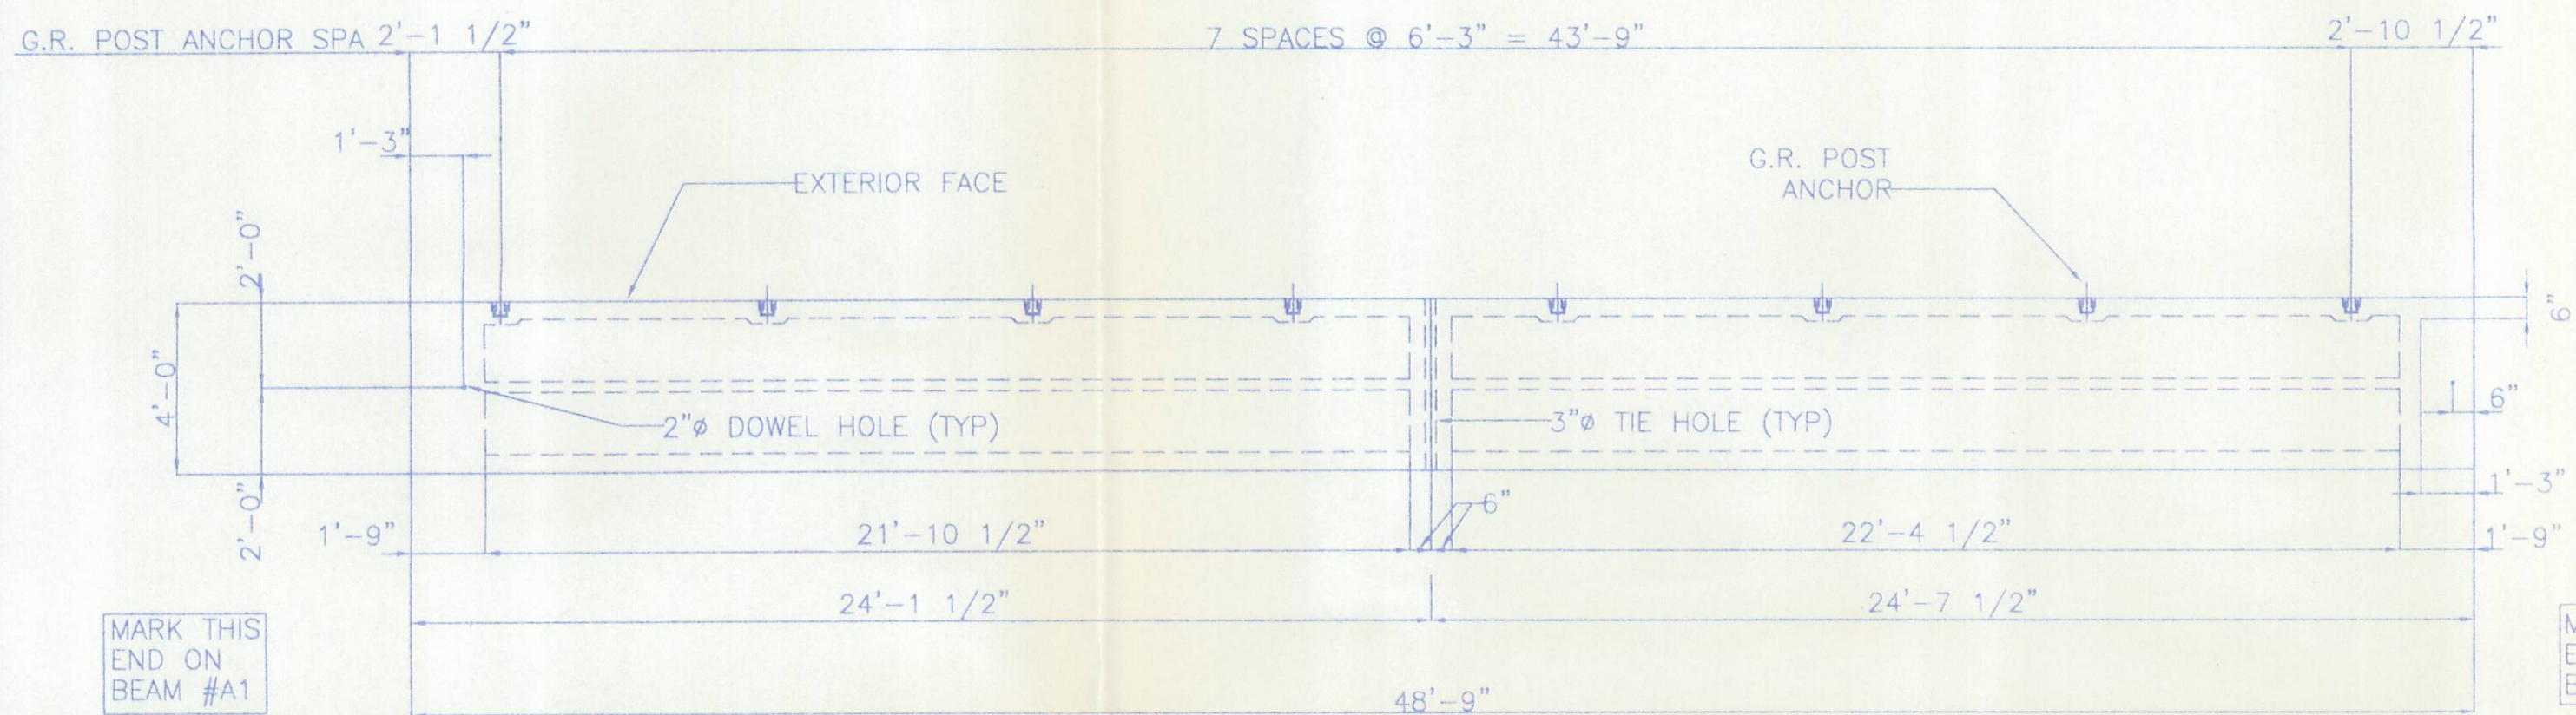 G.R. POST ANCHOR SPA 2'-1 1/2"
7 SPACES @ 6'-3" = 43'-9"
2'-10 1/2"
1'-3"
EXTERIOR FACE
G.R. POST
ANCHOR
2'-0"
4'-0"
2'-0"
6"
6"
2"ø DOWEL HOLE (TYP)
3"ø TIE HOLE (TYP)
1'-3"
6"
1'-9"
21'-10 1/2"
22'-4 1/2"
1'-9"
24'-1 1/2"
24'-7 1/2"
MARK THIS
END ON
BEAM #A1
48'-9"